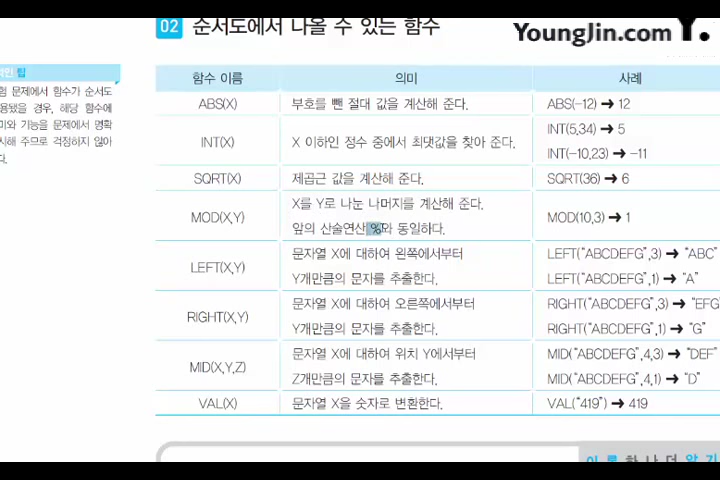 02 순서도에서 나올 수 있는 함수
YoungJin.com Y.
팁
험 문제에서 함수가 순서도
용됐을 경우, 해당 함수에
미와 기능을 문제에서 명확
시해 주므로 걱정하지 않아
다.
함수 이름 의미 사례
ABS(X) 부호를 뺀 절대 값을 계산해 준다. ABS(-12) → 12
INT(X) X 이하인 정수 중에서 최댓값을 찾아 준다. INT(5.34) → 5
INT(-10.23) → -11
SQRT(X) 제곱근 값을 계산해 준다. SQRT(36) → 6
MOD(X,Y) X를 Y로 나눈 나머지를 계산해 준다. MOD(10,3) → 1
앞의 산술연산 %와 동일하다.
LEFT(X,Y) 문자열 X에 대하여 왼쪽에서부터 LEFT("ABCDEFG",3) → "ABC"
Y개만큼의 문자를 추출한다. LEFT("ABCDEFG",1) → "A"
RIGHT(X,Y) 문자열 X에 대하여 오른쪽에서부터 RIGHT("ABCDEFG",3) → "EFG
Y개만큼의 문자를 추출한다. RIGHT("ABCDEFG",1) → "G"
MID(X,Y,Z) 문자열 X에 대하여 위치 Y에서부터 MID("ABCDEFG",4,3) → "DEF"
Z개만큼의 문자를 추출한다. MID("ABCDEFG",4,1) → "D"
VAL(X) 문자열 X을 숫자로 변환한다. VAL("419") → 419